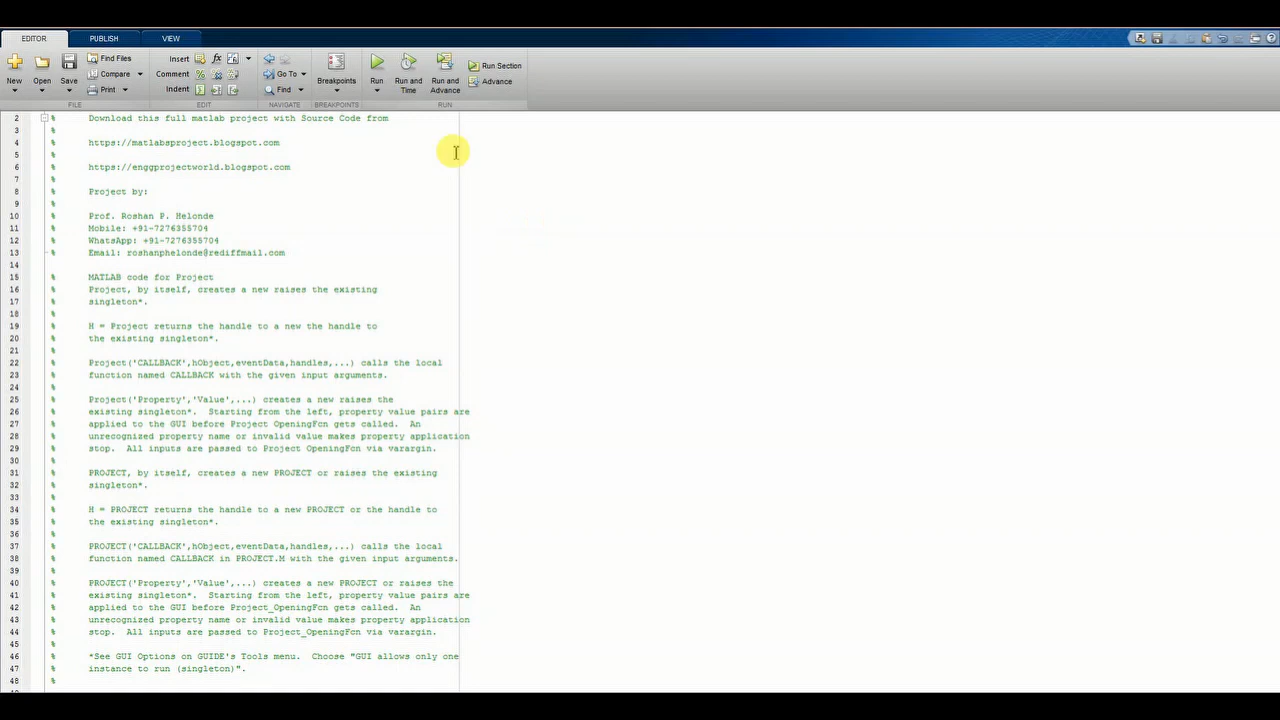 EDITOR PUBLISH VIEW
New Open Save Find Files Compare Print
Insert Comment Indent
Go To Find
Breakpoints
Run Run and Time Run and Advance Run Section Advance
FILE EDIT NAVIGATE BREAKPOINTS RUN
2 % Download this full matlab project with Source Code from
3 %
4 % https://matlabsproject.blogspot.com
5 %
6 % https://enggprojectworld.blogspot.com
7 %
8 % Project by:
9 %
10 % Prof. Roshan P. Helonde
11 % Mobile: +91-7276355704
12 % WhatsApp: +91-7276355704
13 % Email: roshanphelonde@rediffmail.com
14
15 % MATLAB code for Project
16 % Project, by itself, creates a new raises the existing
17 % singleton*.
18 %
19 % H = Project returns the handle to a new the handle to
20 % the existing singleton*.
21 %
22 % Project('CALLBACK',hObject,eventData,handles,...) calls the local
23 % function named CALLBACK with the given input arguments.
24 %
25 % Project('Property','Value',...) creates a new raises the
26 % existing singleton*. Starting from the left, property value pairs are
27 % applied to the GUI before Project OpeningFcn gets called. An
28 % unrecognized property name or invalid value makes property application
29 % stop. All inputs are passed to Project OpeningFcn via varargin.
30 %
31 % PROJECT, by itself, creates a new PROJECT or raises the existing
32 % singleton*.
33 %
34 % H = PROJECT returns the handle to a new PROJECT or the handle to
35 % the existing singleton*.
36 %
37 % PROJECT('CALLBACK',hObject,eventData,handles,...) calls the local
38 % function named CALLBACK in PROJECT.M with the given input arguments.
39 %
40 % PROJECT('Property','Value',...) creates a new PROJECT or raises the
41 % existing singleton*. Starting from the left, property value pairs are
42 % applied to the GUI before Project_OpeningFcn gets called. An
43 % unrecognized property name or invalid value makes property application
44 % stop. All inputs are passed to Project_OpeningFcn via varargin.
45 %
46 % *See GUI Options on GUIDE's Tools menu. Choose "GUI allows only one
47 % instance to run (singleton)".
48 %